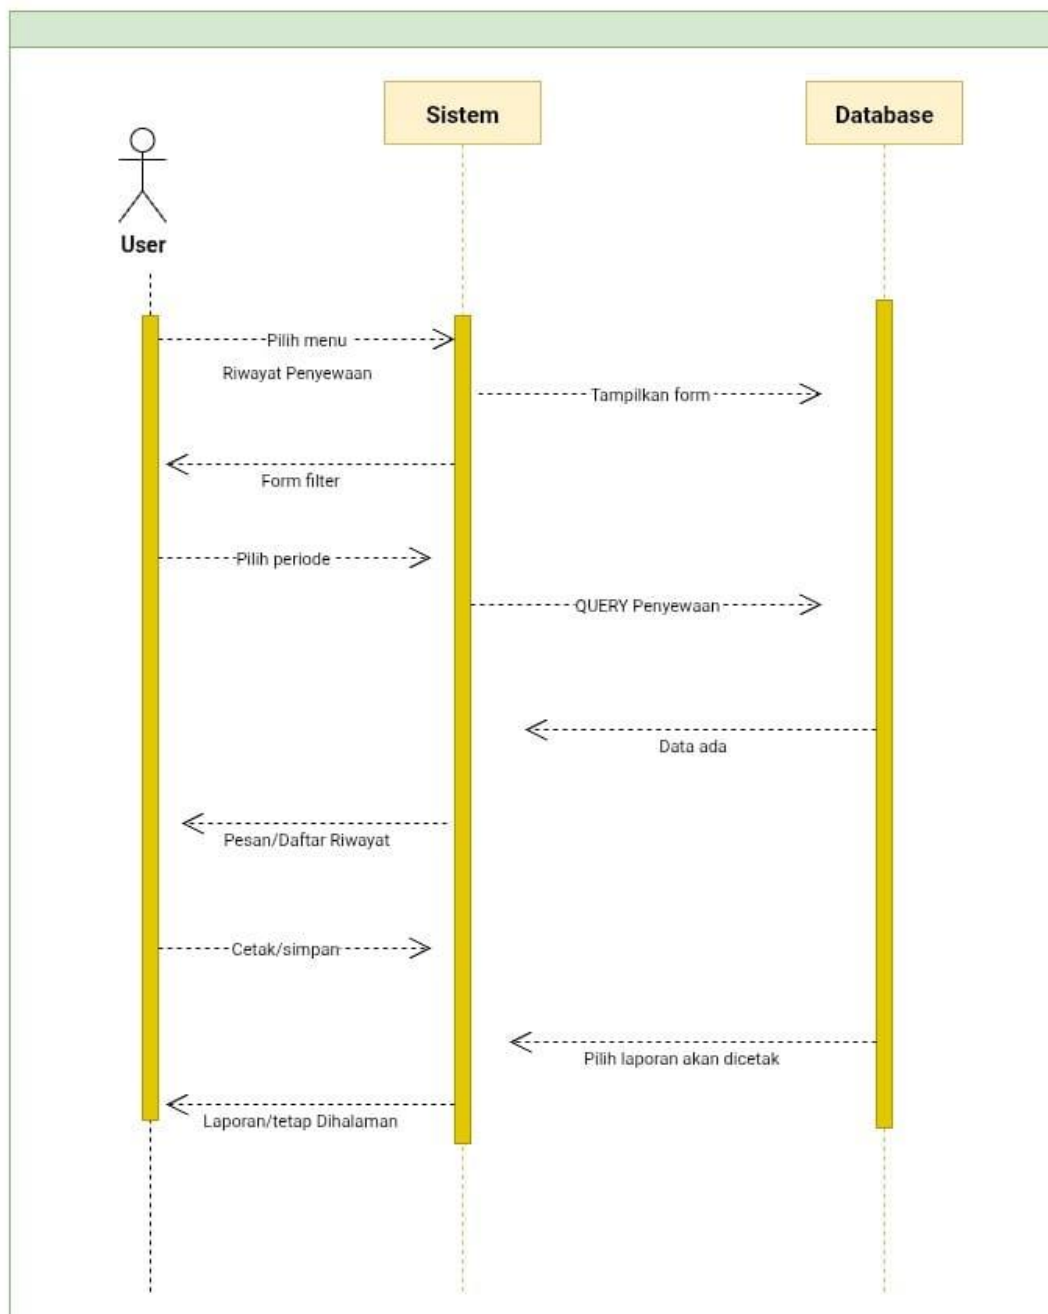 Sistem
Database
User
Pilih menu
Riwayat Penyewaan
Tampilkan form
Form filter
Pilih periode
QUERY Penyewaan
Data ada
Pesan/Daftar Riwayat
Cetak/simpan
Pilih laporan akan dicetak
Laporan/tetap Dihalaman